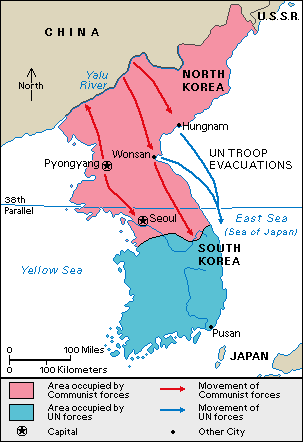 U.S.S.R.
CHINA
Yalu
River
NORTH
KOREA
North
Hungnam
Wonsan
UN TROOP
EVACUATIONS
Pyongyang
38th
Parallel
Seoul
East Sea
(Sea of Japan)
SOUTH
KOREA
Yellow Sea
Pusan
0 100 Miles
0 100 Kilometers
JAPAN
Area occupied by
Communist forces
Movement of
Communist forces
Area occupied by
UN forces
Movement of
UN forces
Capital
Other City